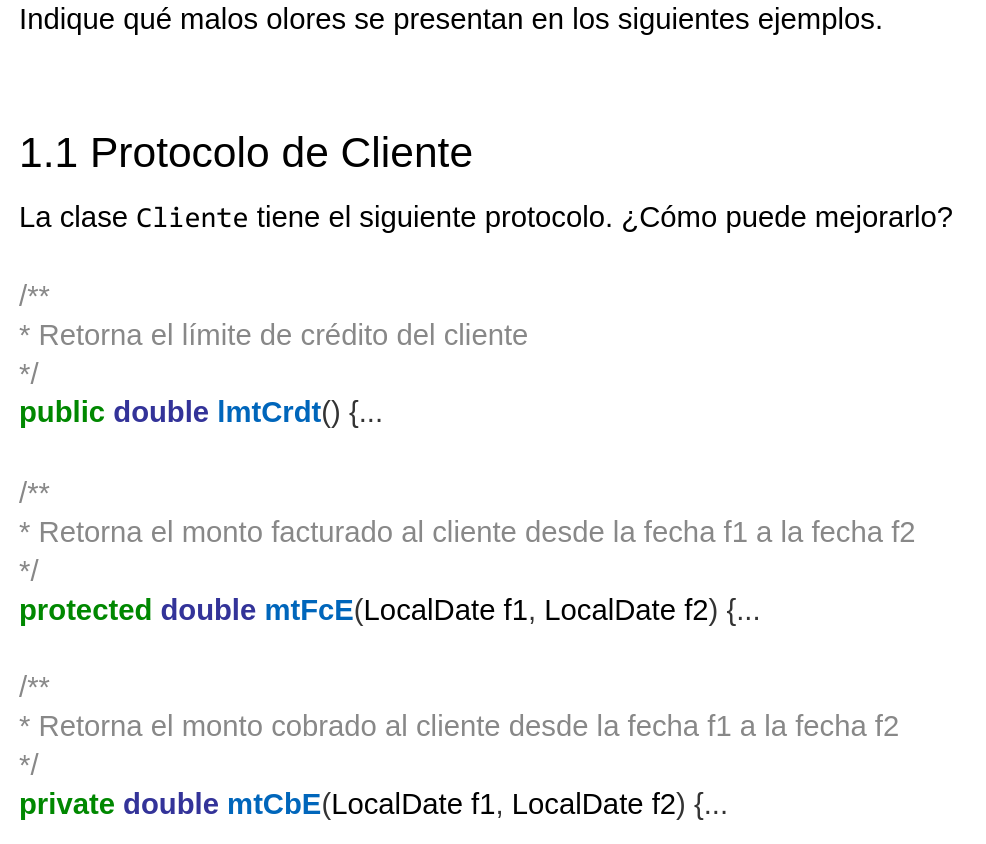 Indique qué malos olores se presentan en los siguientes ejemplos.
1.1 Protocolo de Cliente
La clase Cliente tiene el siguiente protocolo. ¿Cómo puede mejorarlo?
/**
* Retorna el límite de crédito del cliente
*/
public double lmtCrdt() {...
/**
* Retorna el monto facturado al cliente desde la fecha f1 a la fecha f2
*/
protected double mtFcE(LocalDate f1, LocalDate f2) {...
/**
* Retorna el monto cobrado al cliente desde la fecha f1 a la fecha f2
*/
private double mtCbE(LocalDate f1, LocalDate f2) {...